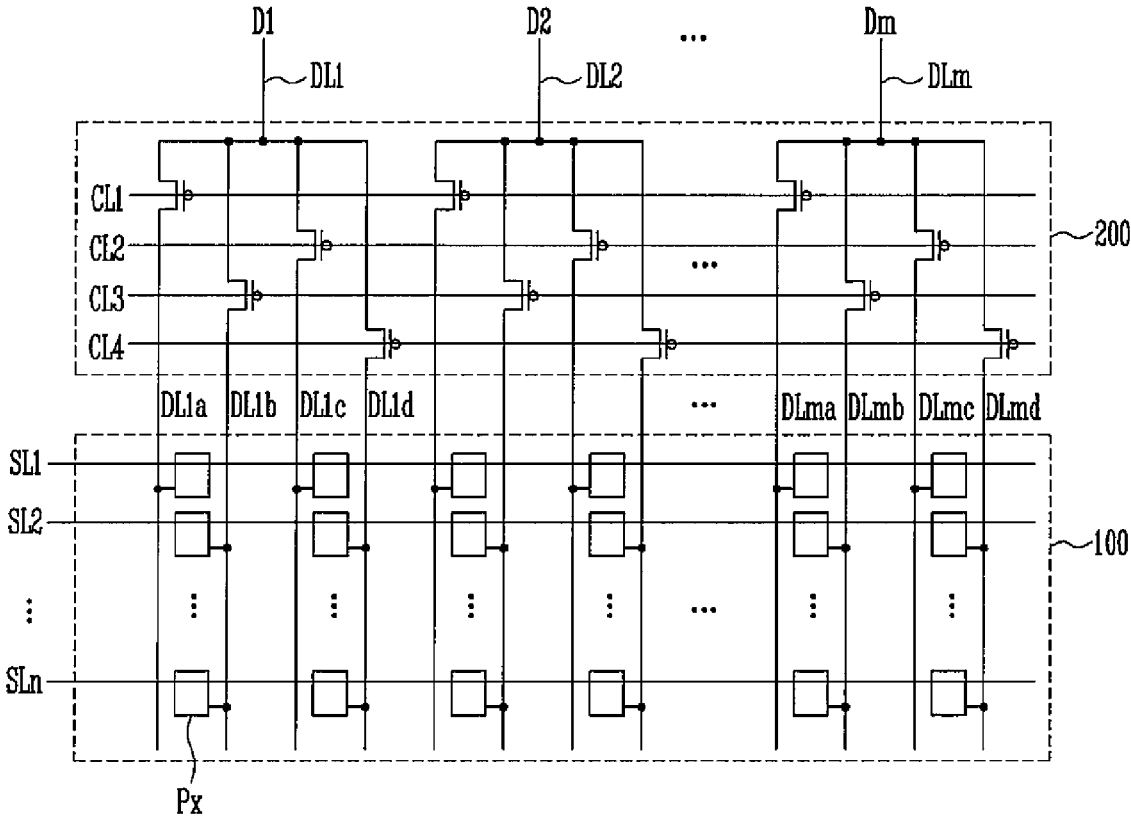 D1 D2 ... Dm
DL1 DL2 DLm
CL1
CL2
200
...
CL3
CL4
DL1a DL1b DL1c DL1d ... DLma DLmb DLmc DLmd
SL1
SL2
100
... ... ... ... ... ... ... ...
SLn
Px